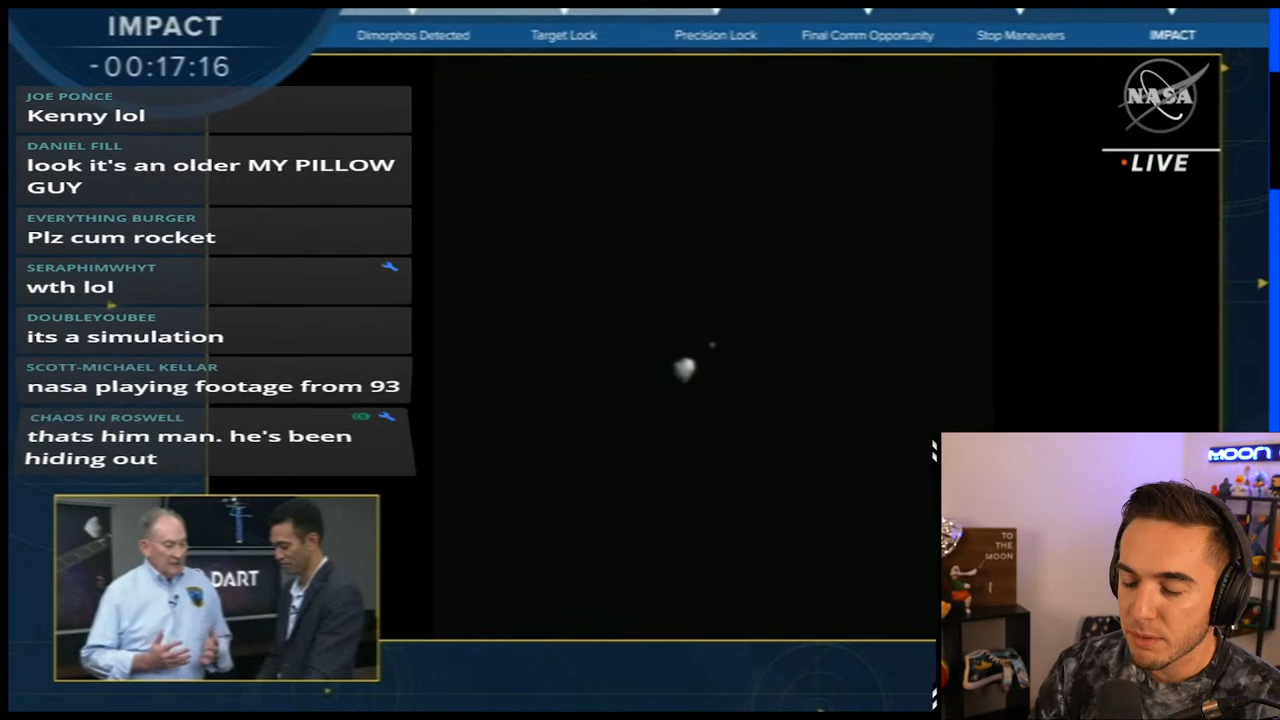 IMPACT
-00:17:16
Dimorphos Detected
Target Lock
Precision Lock
Final Comm Opportunity
Stop Maneuvers
IMPACT
NASA
LIVE
JOE PONCE
Kenny lol
DANIEL FILL
look it's an older MY PILLOW
GUY
EVERYTHING BURGER
Plz cum rocket
SERAPHIMWHYT
wth lol
DOUBLEYOUBEE
its a simulation
SCOTT-MICHAEL KELLAR
nasa playing footage from 93
CHAOS IN ROSWELL
thats him man. he's been
hiding out
DART
MOON
TO
THE
MOON